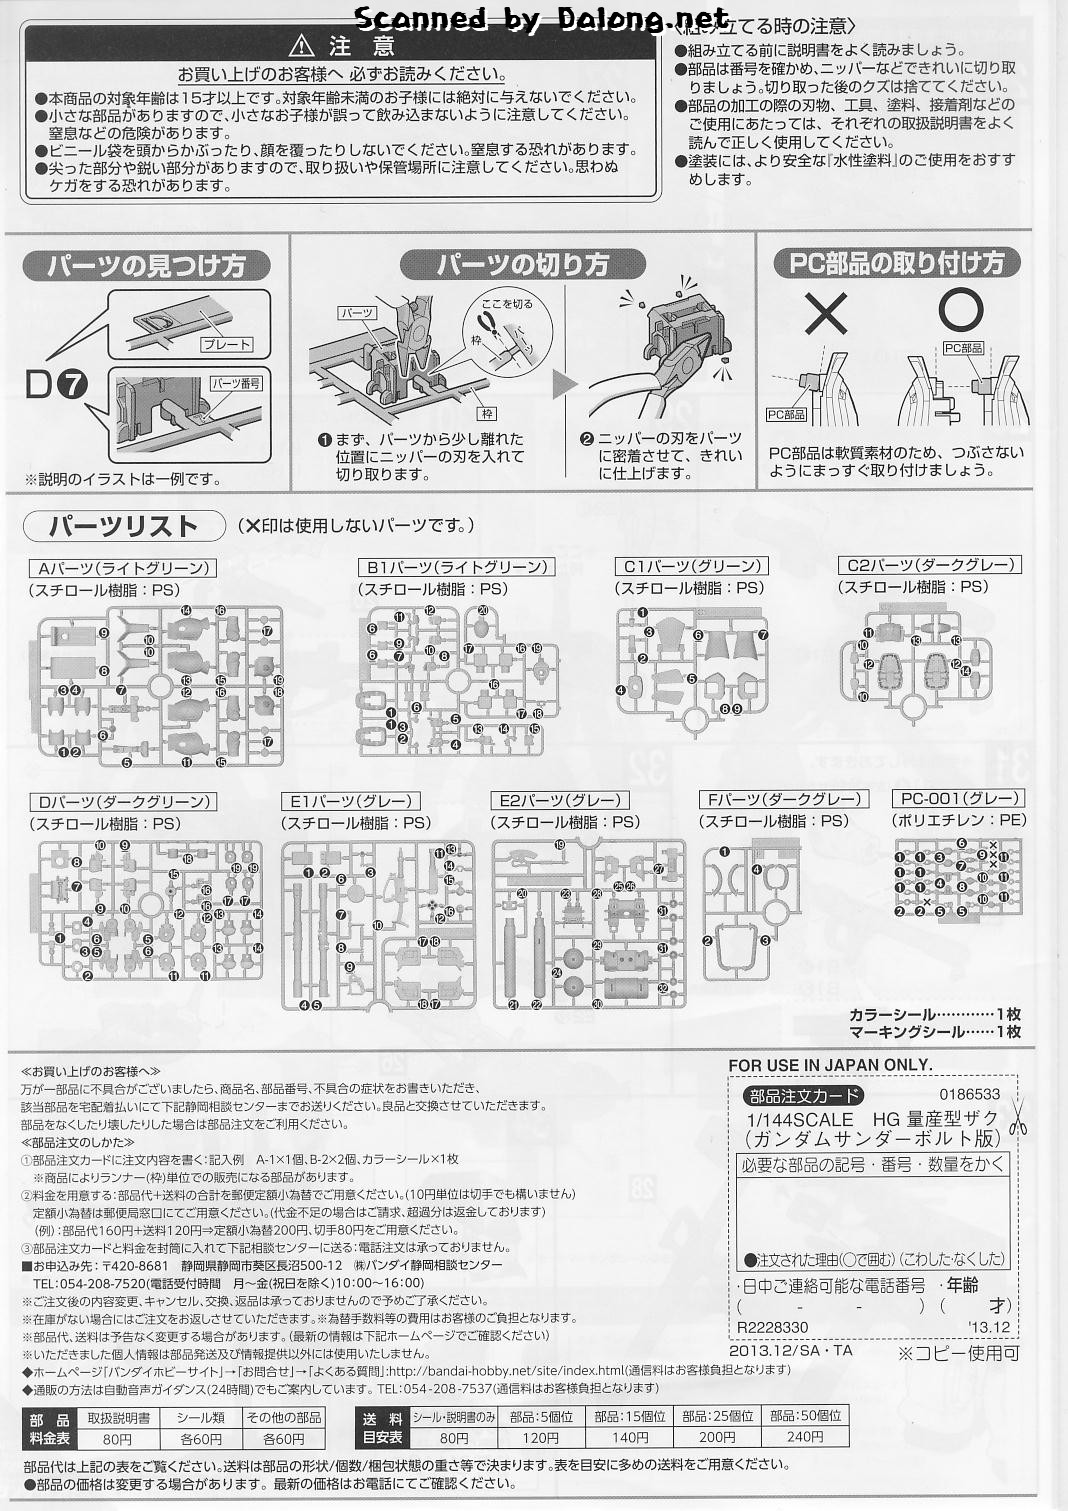 Scanned by Dalong.net
注 意
お買い上げのお客様へ 必ずお読みください。
●本商品の対象年齢は15才以上です。対象年齢未満のお子様には絶対に与えないでください。
●小さな部品がありますので、小さなお子様が誤って飲み込まないように注意してください。
窒息などの危険があります。
●ビニール袋を頭からかぶったり、顔を覆ったりしないでください。窒息する恐れがあります。
●尖った部分や鋭い部分がありますので、取り扱いや保管場所に注意してください。思わぬ
ケガをする恐れがあります。
〈組み立てる時の注意〉
●組み立てる前に説明書をよく読みましょう。
●部品は番号を確かめ、ニッパーなどできれいに切り取
りましょう。切り取った後のクズは捨ててください。
●部品の加工の際の刃物、工具、塗料、接着剤などの
ご使用にあたっては、それぞれの取扱説明書をよく
読んで正しく使用してください。
●塗装には、より安全な『水性塗料』のご使用をおすす
めします。
パーツの見つけ方
プレート
D❼
パーツ番号
※説明のイラストは一例です。
パーツの切り方
パーツ
ここを切る
枠
枠
❶まず、パーツから少し離れた
位置にニッパーの刃を入れて
切り取ります。
❷ニッパーの刃をパーツ
に密着させて、きれい
に仕上げます。
PC部品の取り付け方
PC部品
PC部品
PC部品は軟質素材のため、つぶさない
ようにまっすぐ取り付けましょう。
パーツリスト (✕印は使用しないパーツです。)
Aパーツ(ライトグリーン)
(スチロール樹脂：PS)
B1パーツ(ライトグリーン)
(スチロール樹脂：PS)
C1パーツ(グリーン)
(スチロール樹脂：PS)
C2パーツ(ダークグレー)
(スチロール樹脂：PS)
Dパーツ(ダークグリーン)
(スチロール樹脂：PS)
E1パーツ(グレー)
(スチロール樹脂：PS)
E2パーツ(グレー)
(スチロール樹脂：PS)
Fパーツ(ダークグレー)
(スチロール樹脂：PS)
PC-001(グレー)
(ポリエチレン：PE)
カラーシール…………1枚
マーキングシール……1枚
≪お買い上げのお客様へ≫
万が一部品に不具合がございましたら、商品名、部品番号、不具合の症状をお書きいただき、
該当部品を宅配着払いにて下記静岡相談センターまでお送りください。良品と交換させていただきます。
部品をなくしたり壊したりした場合は部品注文をご利用ください。
≪部品注文のしかた≫
①部品注文カードに注文内容を書く：記入例　A-1×1個、B-2×2個、カラーシール×1枚
※商品によりランナー(枠)単位での販売になる部品があります。
②料金を用意する：部品代+送料の合計を郵便定額小為替でご用意ください。(10円単位は切手でも構いません)
定額小為替は郵便局窓口にてご用意ください。(代金不足の場合はご請求、超過分は返金しております)
(例)：部品代160円+送料120円⇒定額小為替200円、切手80円をご用意ください。
③部品注文カードと料金を封筒に入れて下記相談センターに送る：電話注文は承っておりません。
■お申込み先：〒420-8681　静岡県静岡市葵区長沼500-12　㈱バンダイ静岡相談センター
TEL:054-208-7520(電話受付時間　月～金(祝日を除く)10:00～16:00)
※ご注文後の内容変更、キャンセル、交換、返品は承っておりませんので予めご了承ください。
※在庫がない場合にはご注文をお返しさせていただきます。※為替手数料等の費用はお客様のご負担となります。
※部品代、送料は予告なく変更する場合があります。(最新の情報は下記ホームページでご確認ください)
※いただきました個人情報は部品発送及び情報提供以外には使用いたしません。
◆ホームページ「バンダイホビーサイト」→「お問合せ」→「よくある質問」:http://bandai-hobby.net/site/index.html(通信料はお客様負担となります)
◆通販の方法は自動音声ガイダンス(24時間)でもご案内しています。TEL:054-208-7537(通信料はお客様負担となります)
FOR USE IN JAPAN ONLY.
部品注文カード 0186533
1/144SCALE　HG 量産型ザク
(ガンダムサンダーボルト版)
必要な部品の記号・番号・数量をかく
●注文された理由(○で囲む)(こわした・なくした)
・日中ご連絡可能な電話番号 ・年齢
(　　-　　-　　) (　　才)
R2228330 '13.12
2013.12/SA・TA ※コピー使用可
部 品 料金表 取扱説明書 シール類 その他の部品
80円 各60円 各60円
送 料 目安表 シール・説明書のみ 部品:5個位 部品:15個位 部品:25個位 部品:50個位
80円 120円 140円 200円 240円
部品代は上記の表をご覧ください。送料は部品の形状/個数/梱包状態の重さ等で決まります。表を目安に多めの送料をご用意ください。
●部品の価格は変更する場合があります。最新の価格はお電話にてご確認ください。